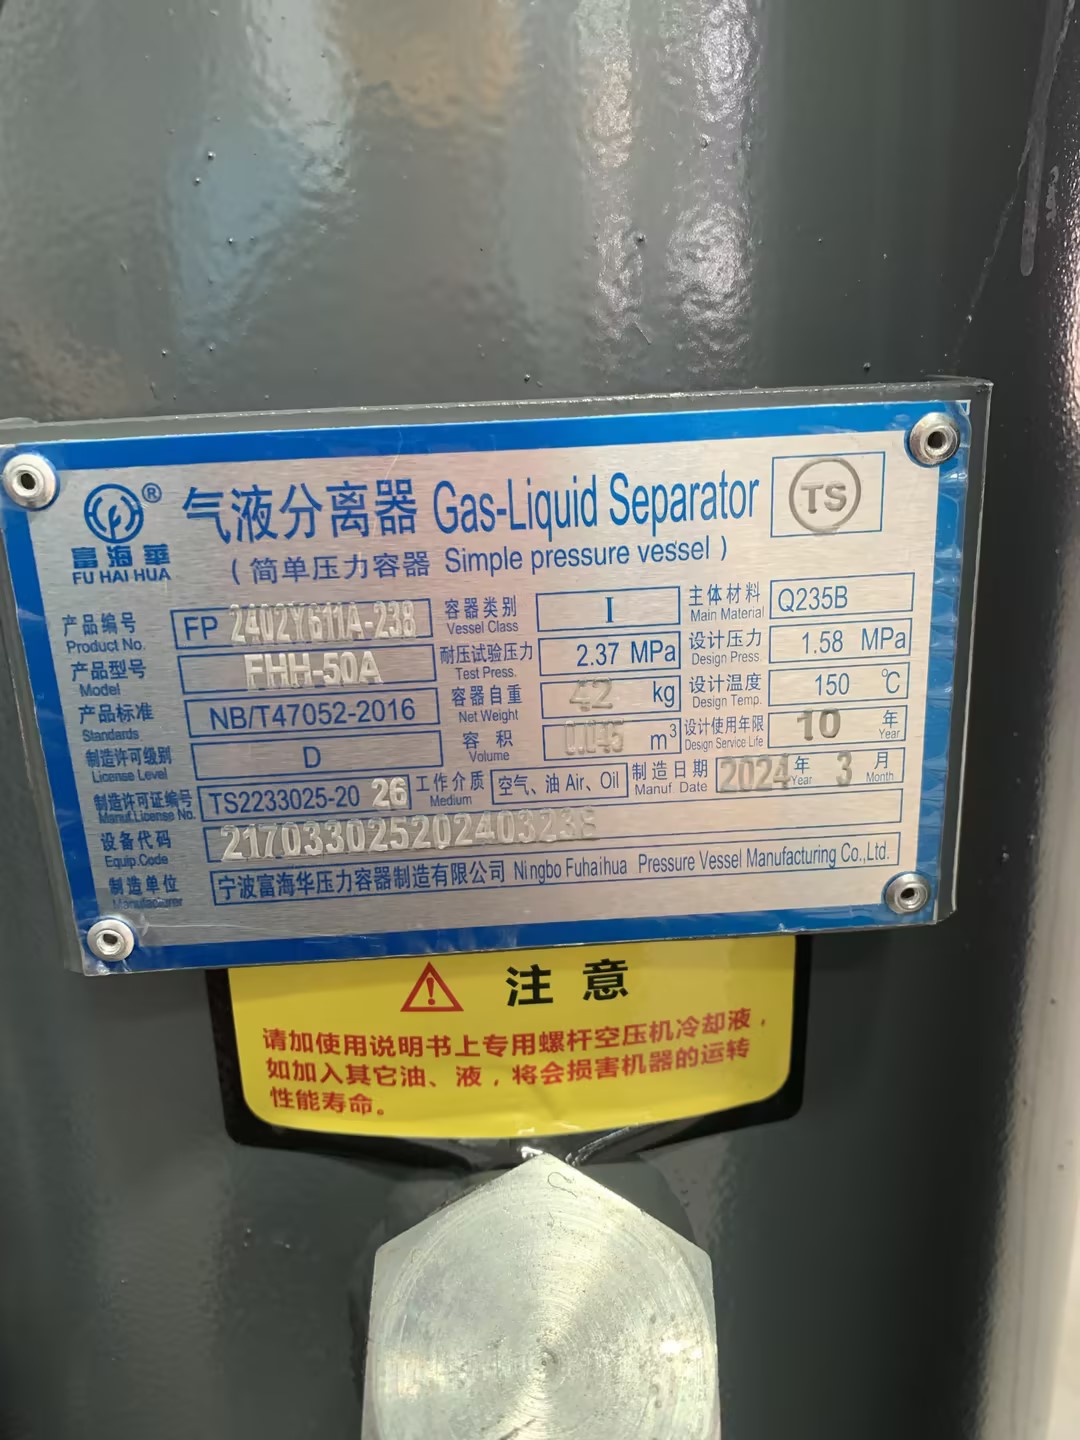 富海華®
FU HAI HUA
气液分离器 Gas-Liquid Separator
TS
(简单压力容器 Simple pressure vessel)
产品编号 Product No. FP 2402Y611A-238
容器类别 Vessel Class I
主体材料 Main Material Q235B
产品型号 Model FHH-50A
耐压试验压力 Test Press. 2.37 MPa
设计压力 Design Press. 1.58 MPa
产品标准 Standards NB/T47052-2016
容器自重 Net Weight 42 kg
设计温度 Design Temp. 150 ℃
制造许可级别 License Level D
容积 Volume m³
设计使用年限 Design Service Life 10 年 Year
制造许可证编号 Manuf.License No. TS2233025-20 26
工作介质 Medium 空气、油 Air、Oil
制造日期 Manuf Date 2024 年 Year 3 月 Month
设备代码 Equip.Code 21703302520240323
制造单位 Manufacturer 宁波富海华压力容器制造有限公司 Ningbo Fuhaihua Pressure Vessel Manufacturing Co.,Ltd.
注意
请加使用说明书上专用螺杆空压机冷却液，
如加入其它油、液，将会损害机器的运转
性能寿命。